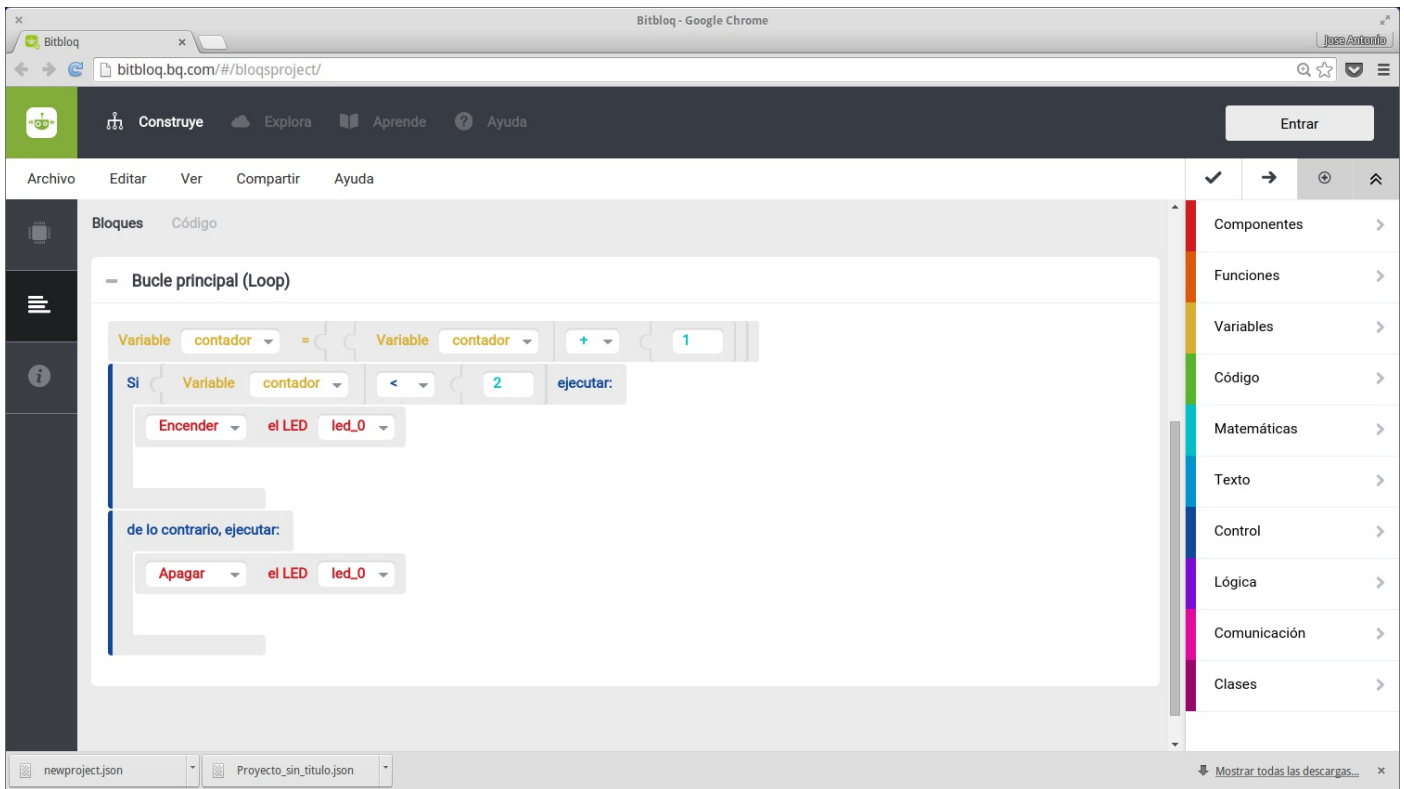 Bitbloq - Google Chrome
Bitbloq
Jose Antonio
bitbloq.bq.com/#/bloqsproject/
Construye Explora Aprende Ayuda
Entrar
Archivo Editar Ver Compartir Ayuda
Bloques Código
Bucle principal (Loop)
Variable contador = Variable contador + 1
Si Variable contador < 2 ejecutar:
Encender el LED led_0
de lo contrario, ejecutar:
Apagar el LED led_0
Componentes
Funciones
Variables
Código
Matemáticas
Texto
Control
Lógica
Comunicación
Clases
newproject.json
Proyecto_sin_titulo.json
Mostrar todas las descargas...